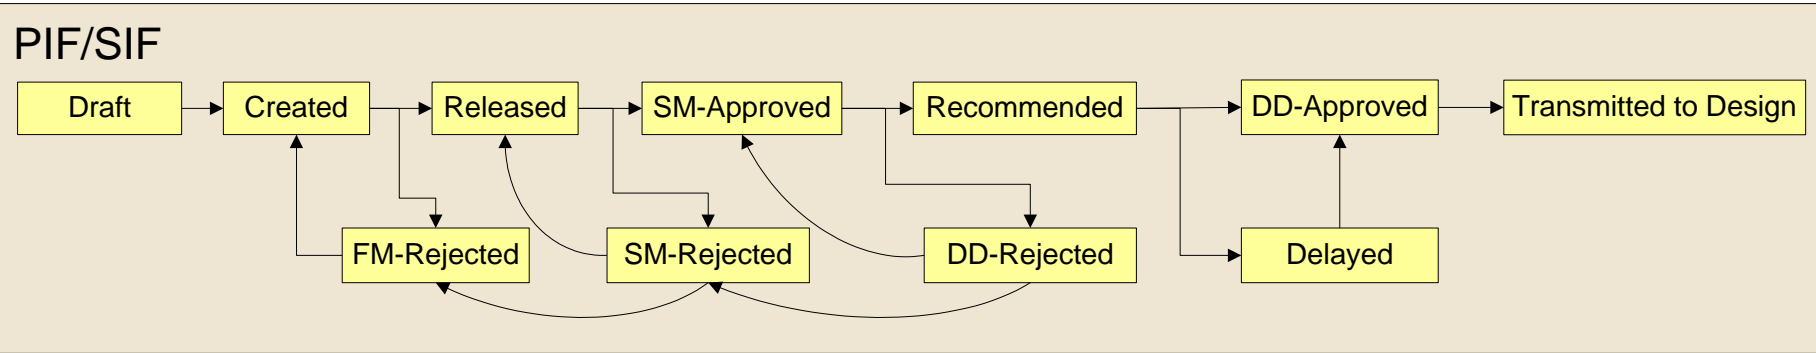 PIF/SIF
Draft
Created
Released
SM-Approved
Recommended
DD-Approved
Transmitted to Design
FM-Rejected
SM-Rejected
DD-Rejected
Delayed